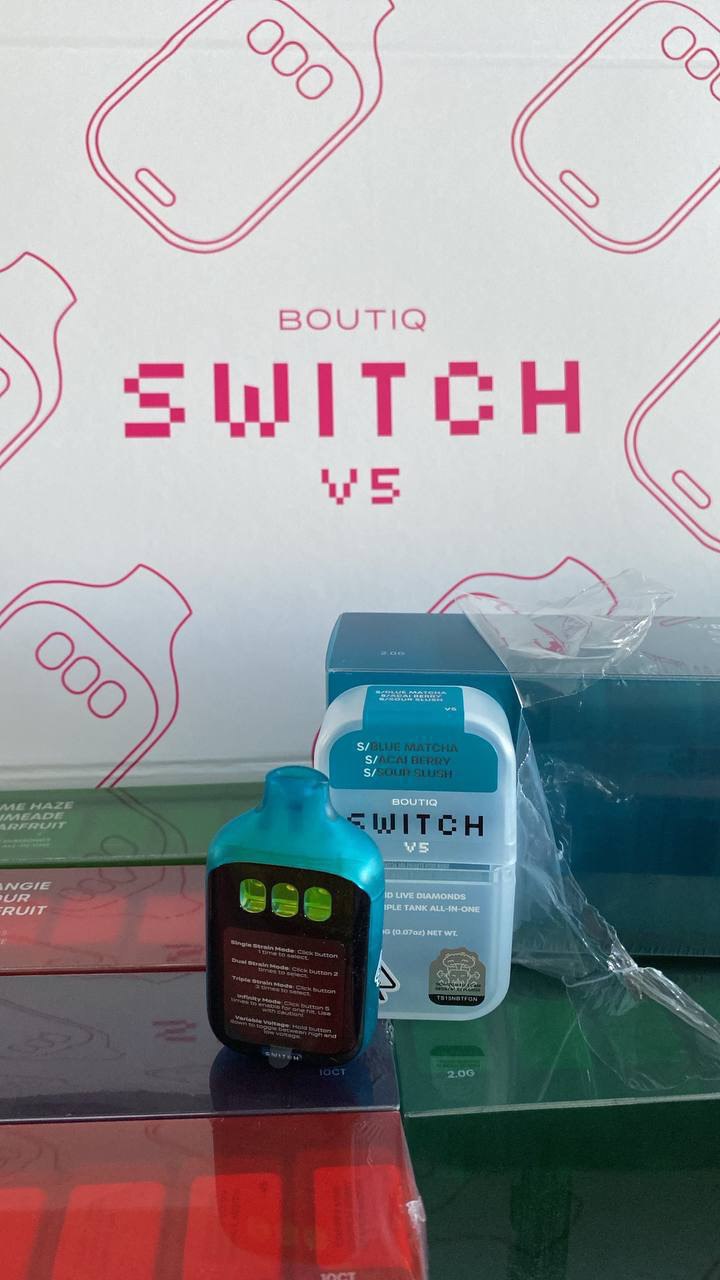 BOUTIQ
SWITCH
V5
2.0G
S/BLUE MATCHA
S/ACAI BERRY
S/SOUR SLUSH
V5
S/BLUE MATCHA
S/ACAI BERRY
S/SOUR SLUSH
BOUTIQ
SWITCH
V5
ID LIVE DIAMONDS
IPLE TANK ALL-IN-ONE
G (0.07oz) NET WT.
TS15NBTFGN
ME HAZE
IMEADE
ARFRUIT
ANGIE
OUR
FRUIT
Single Strain Mode: Click button
1 time to select.
Dual Strain Mode: Click button 2
times to select.
Triple Strain Mode: Click button
3 times to select.
Infinity Mode: Click button 5
times to enable for one hit. Use
with caution!
Variable Voltage: Hold button
down to toggle between high and
low voltage.
SWITCH
10CT
2.0G
10CT